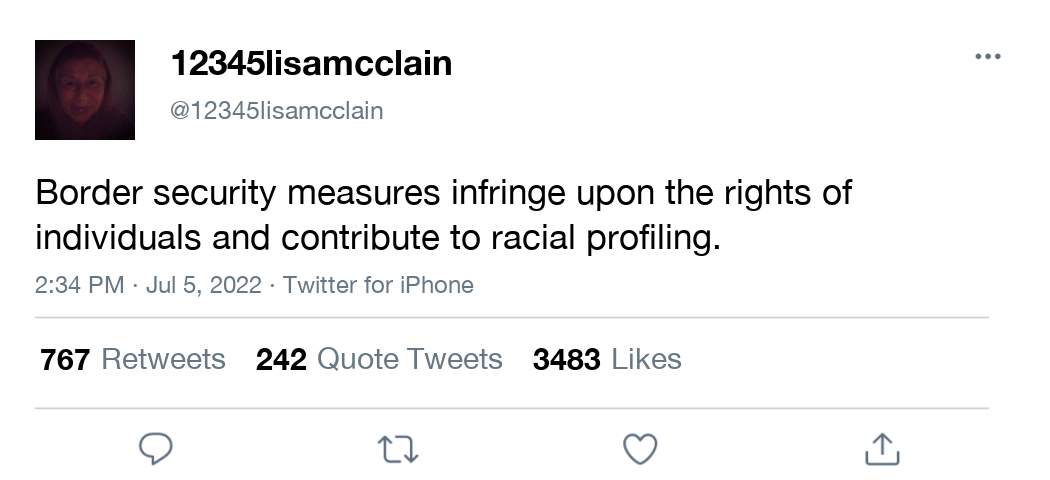 12345lisamcclain
@12345lisamcclain
Border security measures infringe upon the rights of
individuals and contribute to racial profiling.
2:34 PM · Jul 5, 2022 · Twitter for iPhone
767 Retweets 242 Quote Tweets 3483 Likes